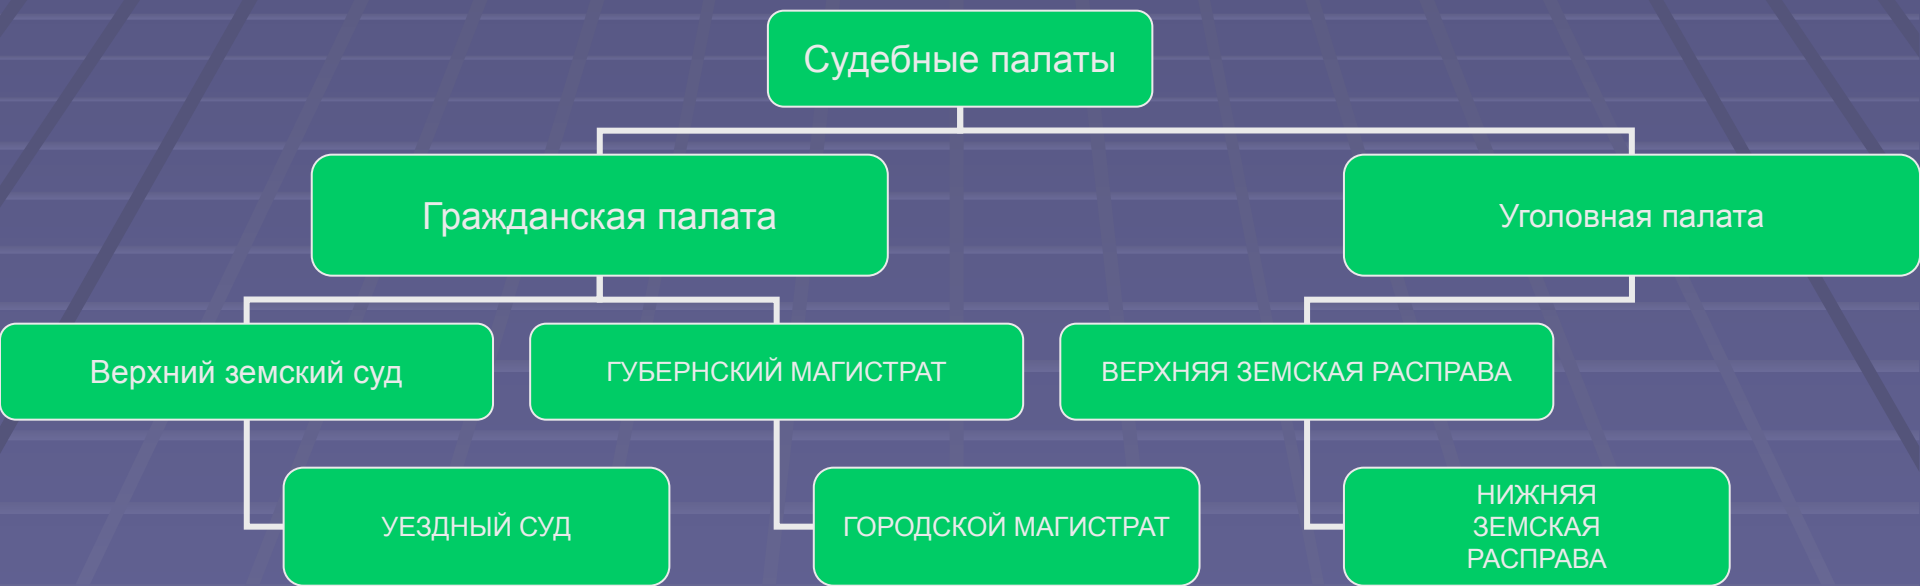 Судебные палаты
Гражданская палата
Уголовная палата
Верхний земский суд
ГУБЕРНСКИЙ МАГИСТРАТ
ВЕРХНЯЯ ЗЕМСКАЯ РАСПРАВА
УЕЗДНЫЙ СУД
ГОРОДСКОЙ МАГИСТРАТ
НИЖНЯЯ
ЗЕМСКАЯ
РАСПРАВА